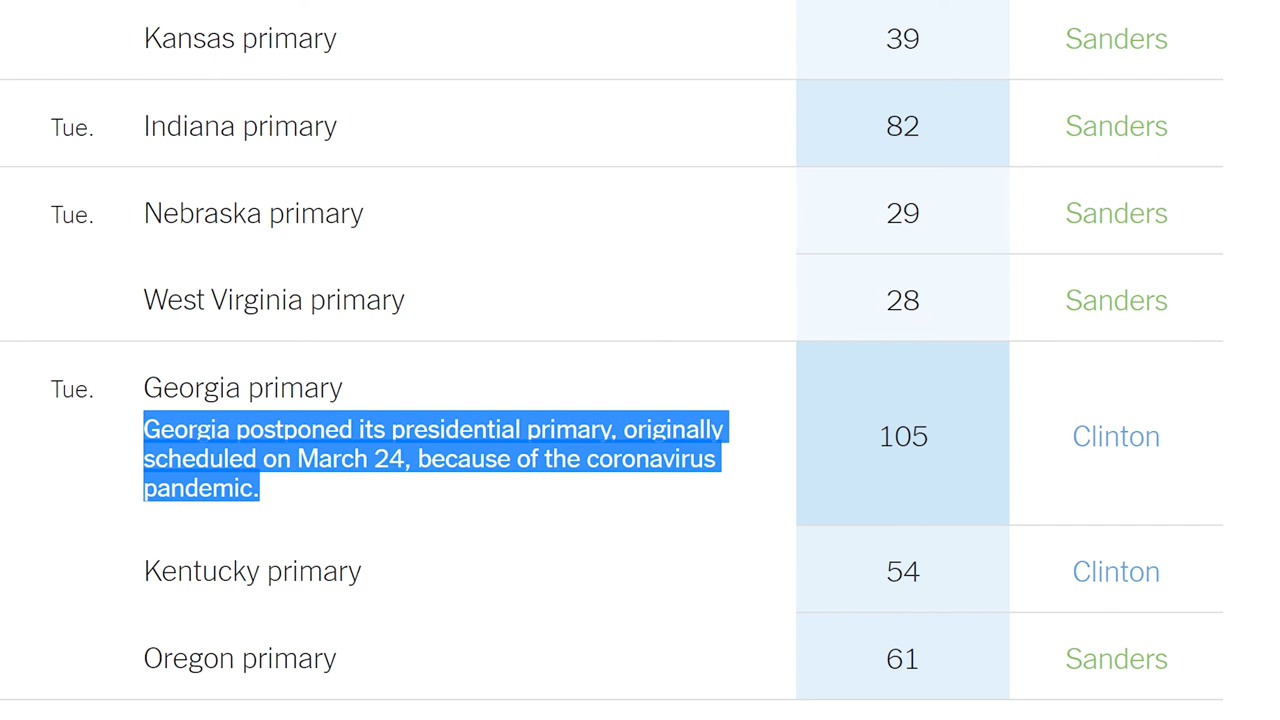 Kansas primary 39 Sanders
Tue. Indiana primary 82 Sanders
Tue. Nebraska primary 29 Sanders
West Virginia primary 28 Sanders
Tue. Georgia primary
Georgia postponed its presidential primary, originally
scheduled on March 24, because of the coronavirus
pandemic.
105 Clinton
Kentucky primary 54 Clinton
Oregon primary 61 Sanders